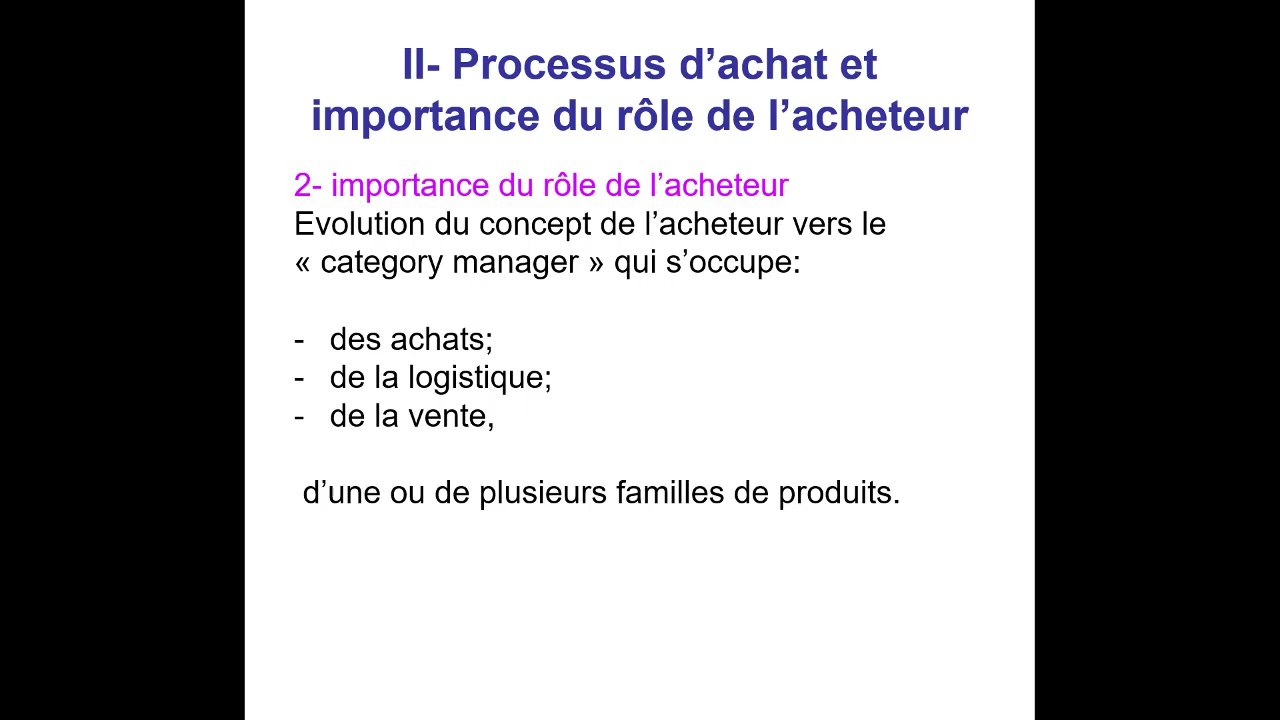 II- Processus d’achat et
importance du rôle de l’acheteur
2- importance du rôle de l’acheteur
Evolution du concept de l’acheteur vers le
« category manager » qui s’occupe:
- des achats;
- de la logistique;
- de la vente,
d’une ou de plusieurs familles de produits.